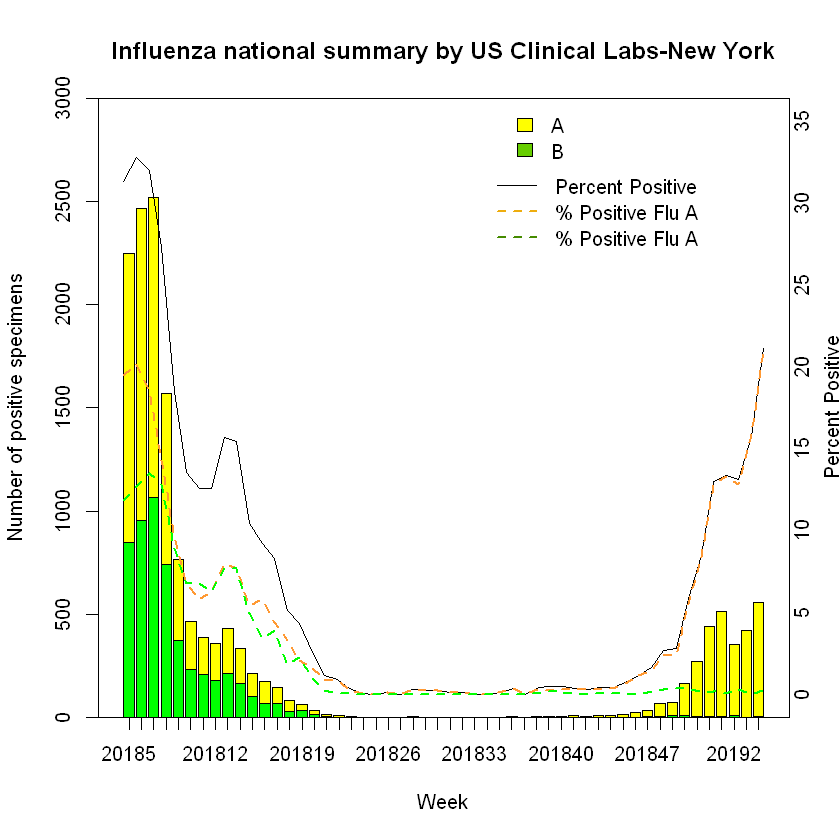 Influenza national summary by US Clinical Labs-New York
A
B
Percent Positive
% Positive Flu A
% Positive Flu A
Number of positive specimens
0
500
1000
1500
2000
2500
3000
Percent Positive
0
5
10
15
20
25
30
35
20185 201812 201819 201826 201833 201840 201847 20192
Week